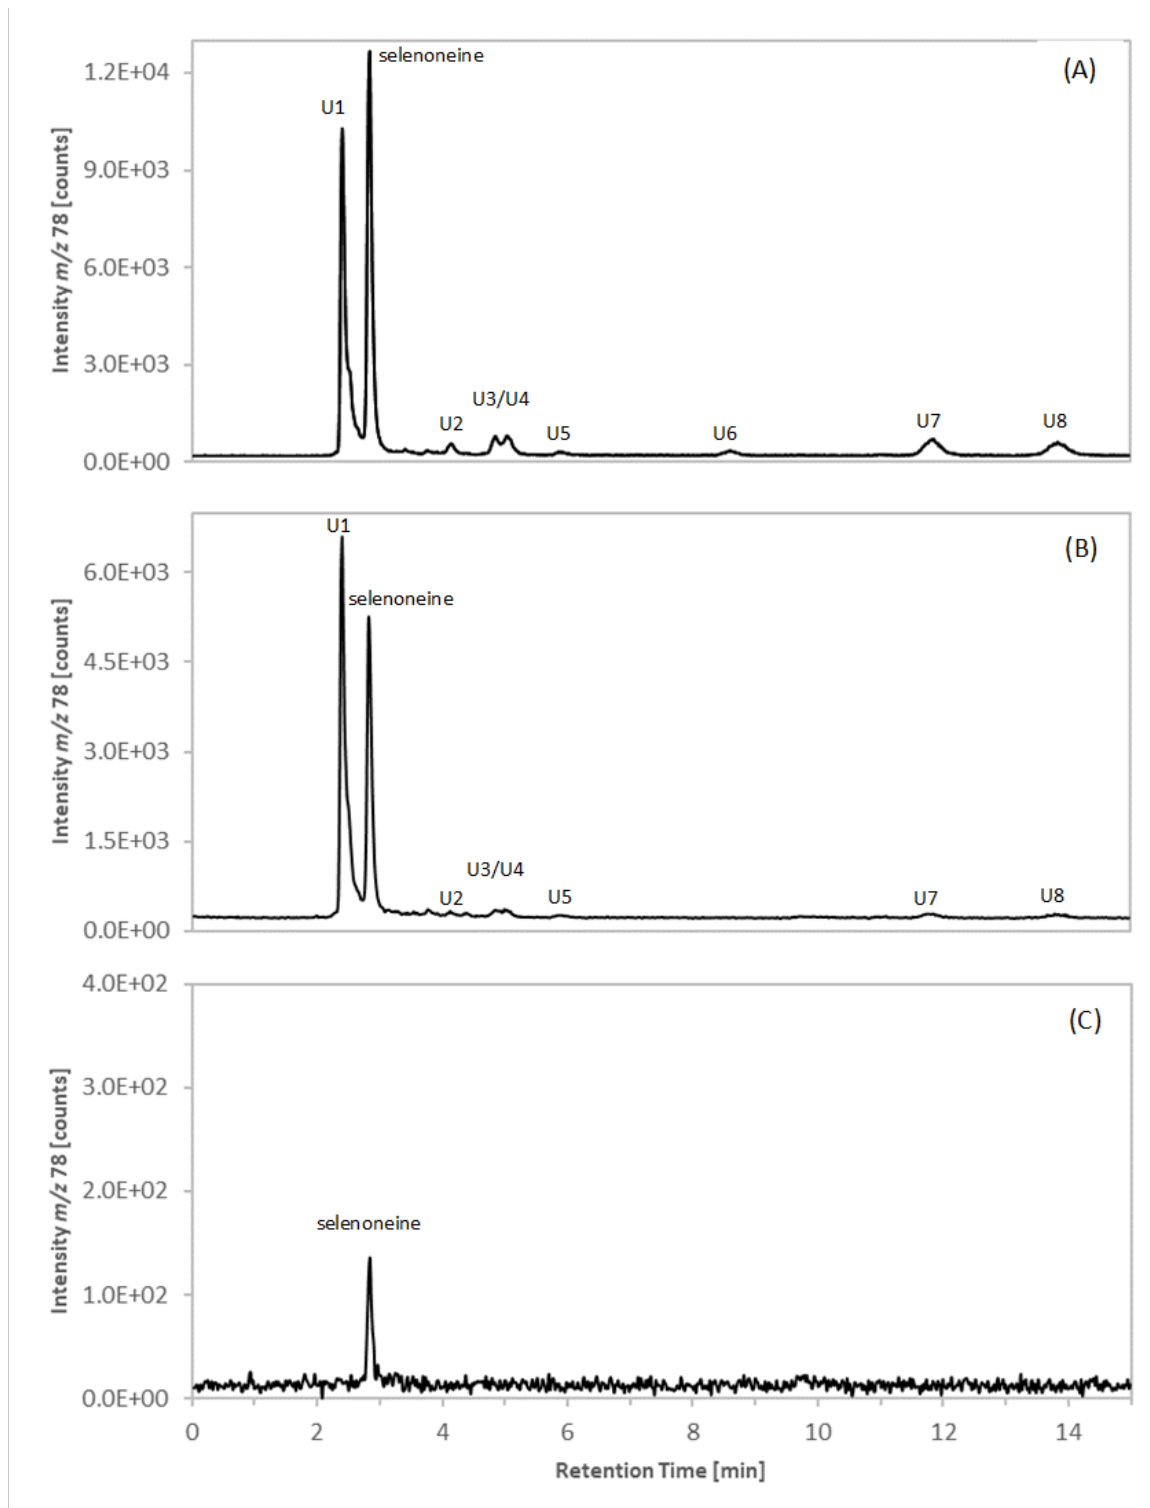 (A)
selenoneine
1.2E+04
U1
9.0E+03
6.0E+03
3.0E+03
0.0E+00
Intensity m/z 78 [counts]
U3/U4
U2
U5
U6
U7
U8
(B)
U1
6.0E+03
selenoneine
4.5E+03
3.0E+03
1.5E+03
0.0E+00
Intensity m/z 78 [counts]
U3/U4
U2
U5
U7
U8
4.0E+02
(C)
3.0E+02
2.0E+02
selenoneine
1.0E+02
0.0E+00
Intensity m/z 78 [counts]
0 2 4 6 8 10 12 14
Retention Time [min]